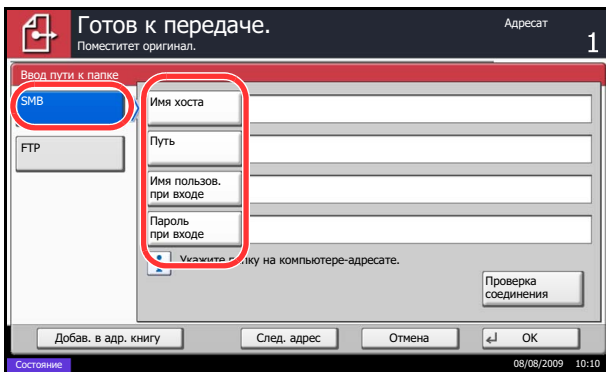 Готов к передаче.
Адресат
Поместитет оригинал.
1
Ввод пути к папке
SMB
Имя хоста
FTP
Путь
Имя пользов.
при входе
Пароль
при входе
Укажите папку на компьютере-адресате.
Проверка
соединения
Добав. в адр. книгу
След. адрес
Отмена
OK
Состояние
08/08/2009 10:10